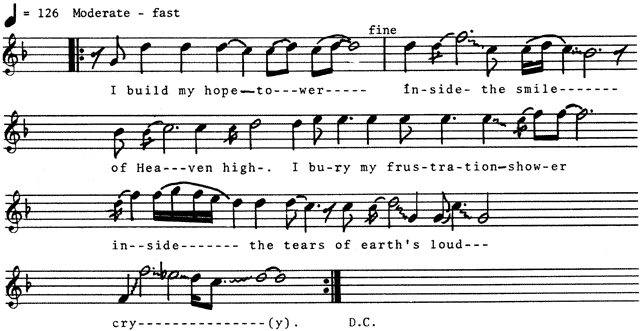 = 126 Moderate - fast
fine
I build my hope—to---wer----- In-side- the smile-------
of Hea---ven high-. I bu-ry my frus-tra-tion—show-er
in--side------- the tears of earth's loud---
cry----------------(y). D.C.